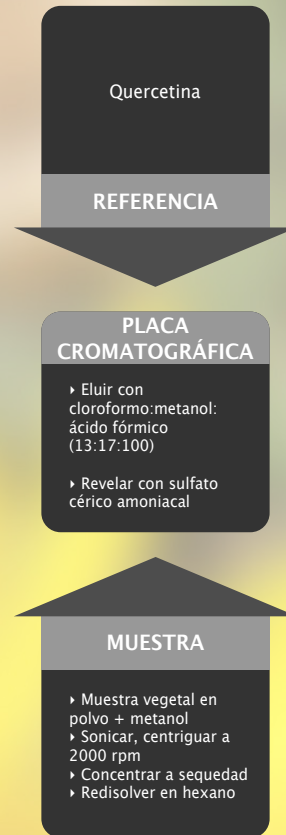 Quercetina
REFERENCIA
PLACA
CROMATOGRÁFICA
‣ Eluir con
cloroformo:metanol:
ácido fórmico
(13:17:100)
‣ Revelar con sulfato
cérico amoniacal
MUESTRA
‣ Muestra vegetal en
polvo + metanol
‣ Sonicar, centriguar a
2000 rpm
‣ Concentrar a sequedad
‣ Redisolver en hexano